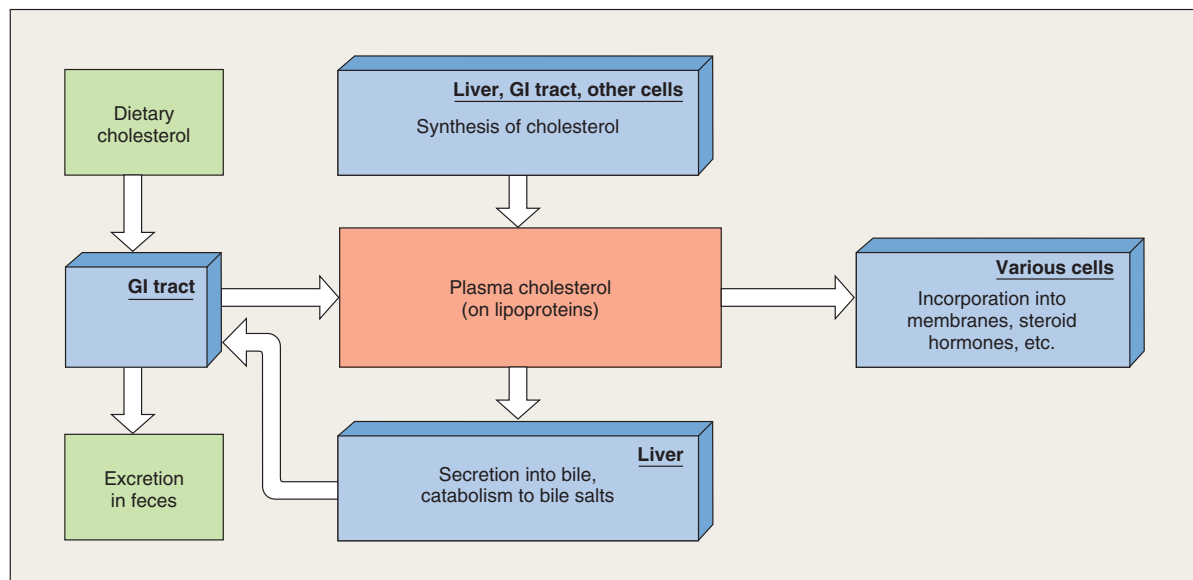 Dietary
cholesterol
Liver, GI tract, other cells
Synthesis of cholesterol
GI tract
Plasma cholesterol
(on lipoproteins)
Various cells
Incorporation into
membranes, steroid
hormones, etc.
Excretion
in feces
Liver
Secretion into bile,
catabolism to bile salts